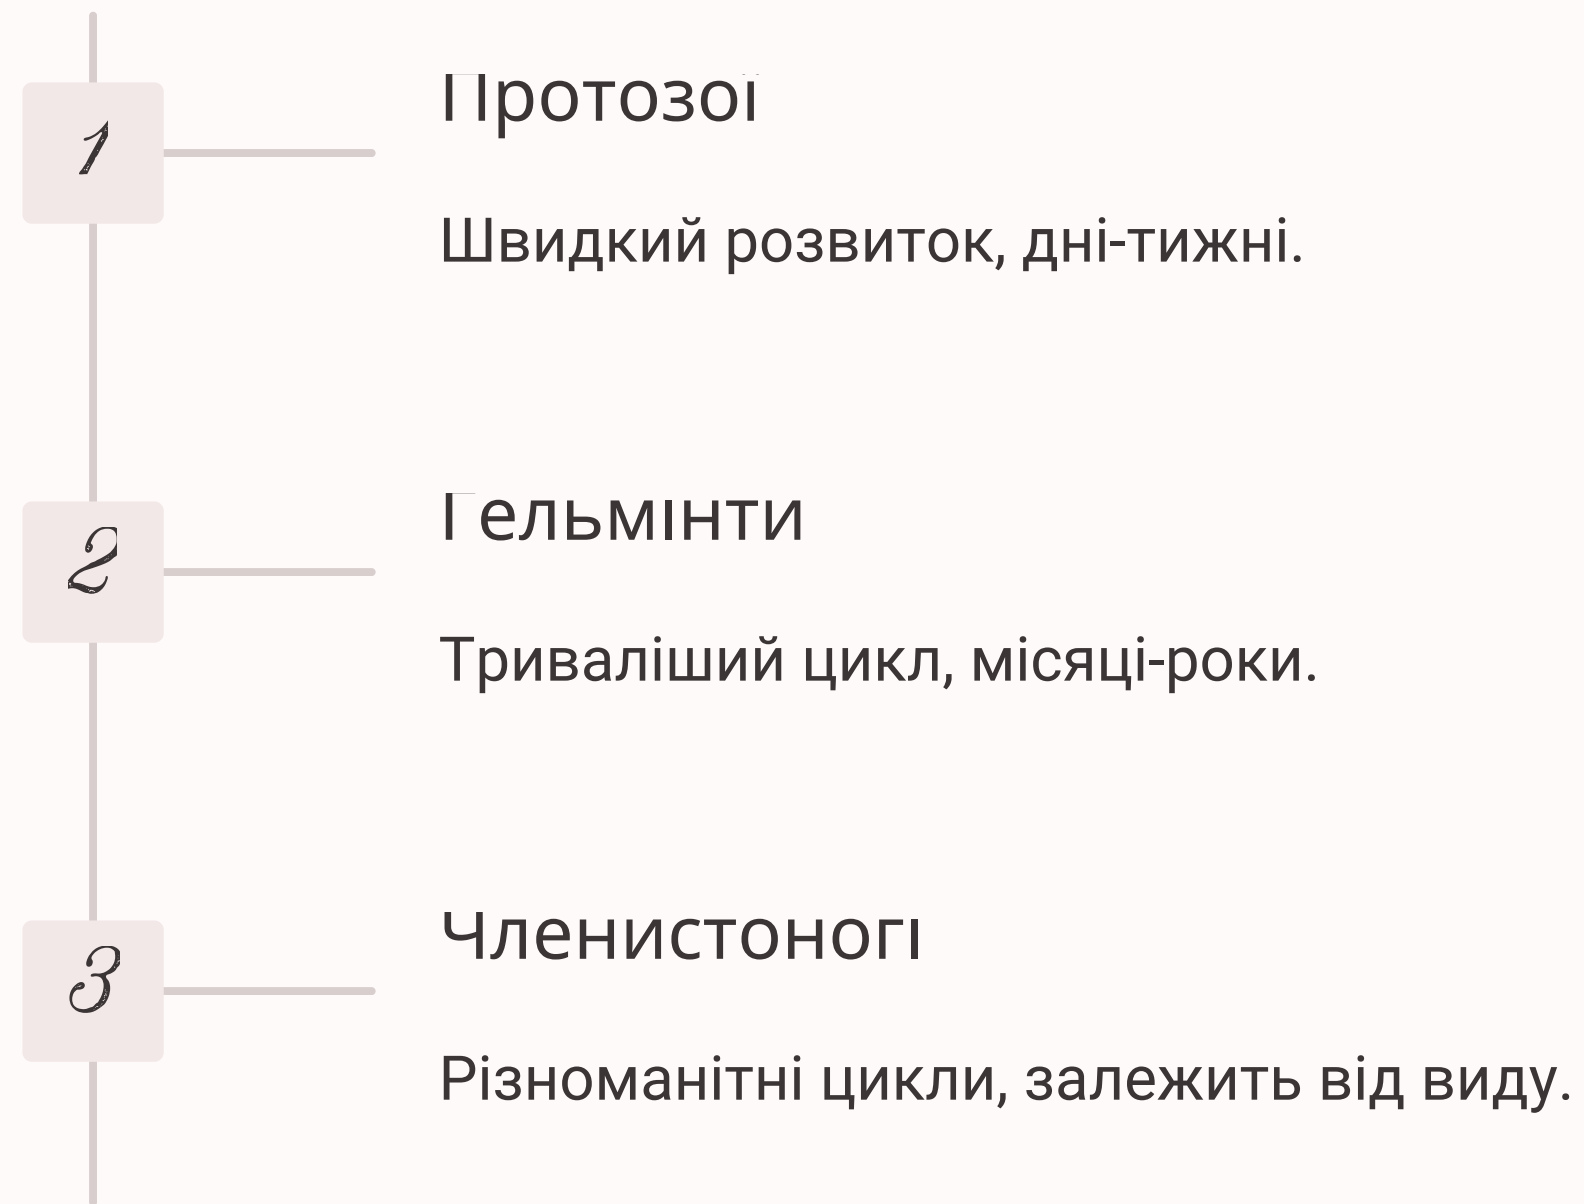 1
Протозої
Швидкий розвиток, дні-тижні.
2
Гельмінти
Триваліший цикл, місяці-роки.
3
Членистоногі
Різноманітні цикли, залежить від виду.